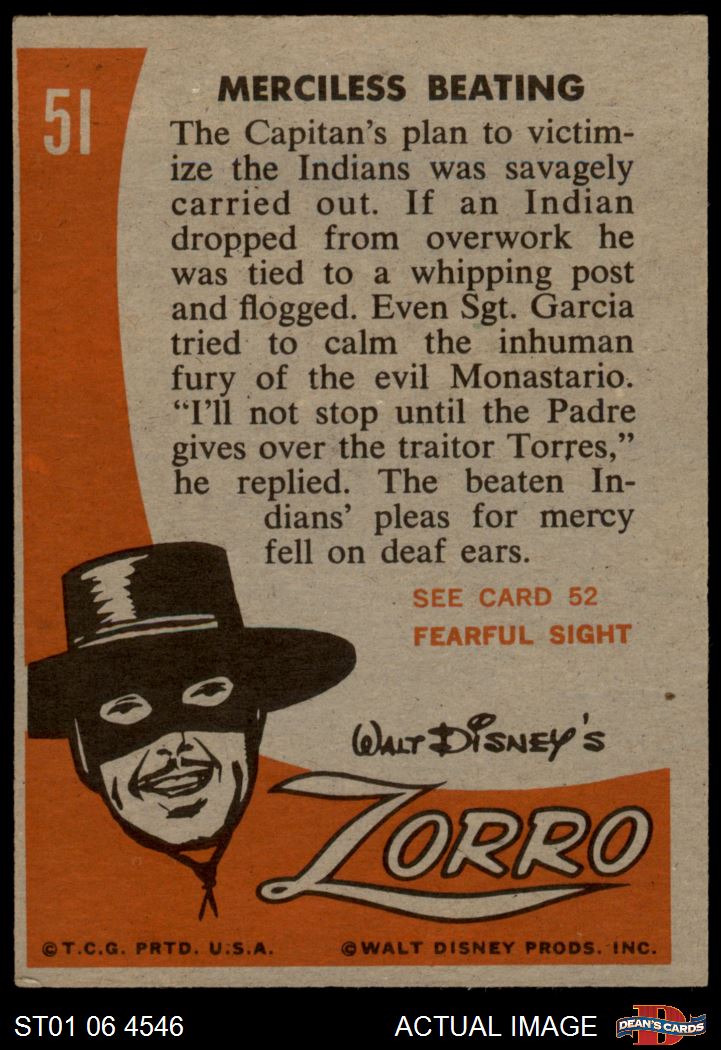 51
MERCILESS BEATING
The Capitan's plan to victim-
ize the Indians was savagely
carried out. If an Indian
dropped from overwork he
was tied to a whipping post
and flogged. Even Sgt. Garcia
tried to calm the inhuman
fury of the evil Monastario.
“I'll not stop until the Padre
gives over the traitor Torres,”
he replied. The beaten In-
dians' pleas for mercy
fell on deaf ears.
SEE CARD 52
FEARFUL SIGHT
WALT DISNEY'S
ZORRO
©T.C.G. PRTD. U.S.A. ©WALT DISNEY PRODS. INC.
ST01 06 4546 ACTUAL IMAGE D DEAN'S CARDS